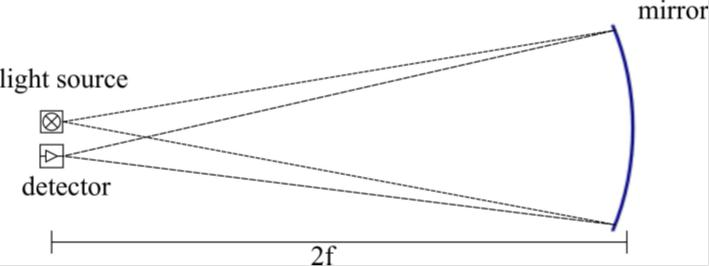 mirror
light source
detector
2f